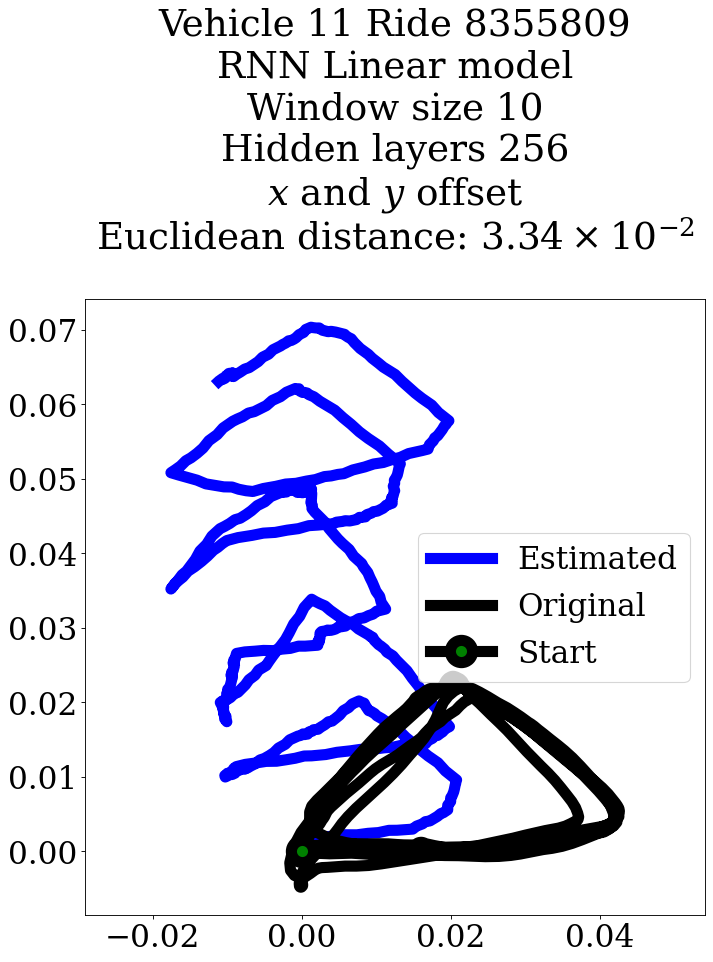 Vehicle 11 Ride 8355809
RNN Linear model
Window size 10
Hidden layers 256
x and y offset
Euclidean distance: 3.34 × 10⁻²
0.07
0.06
0.05
0.04
0.03
0.02
0.01
0.00
Estimated
Original
Start
−0.02
0.00
0.02
0.04